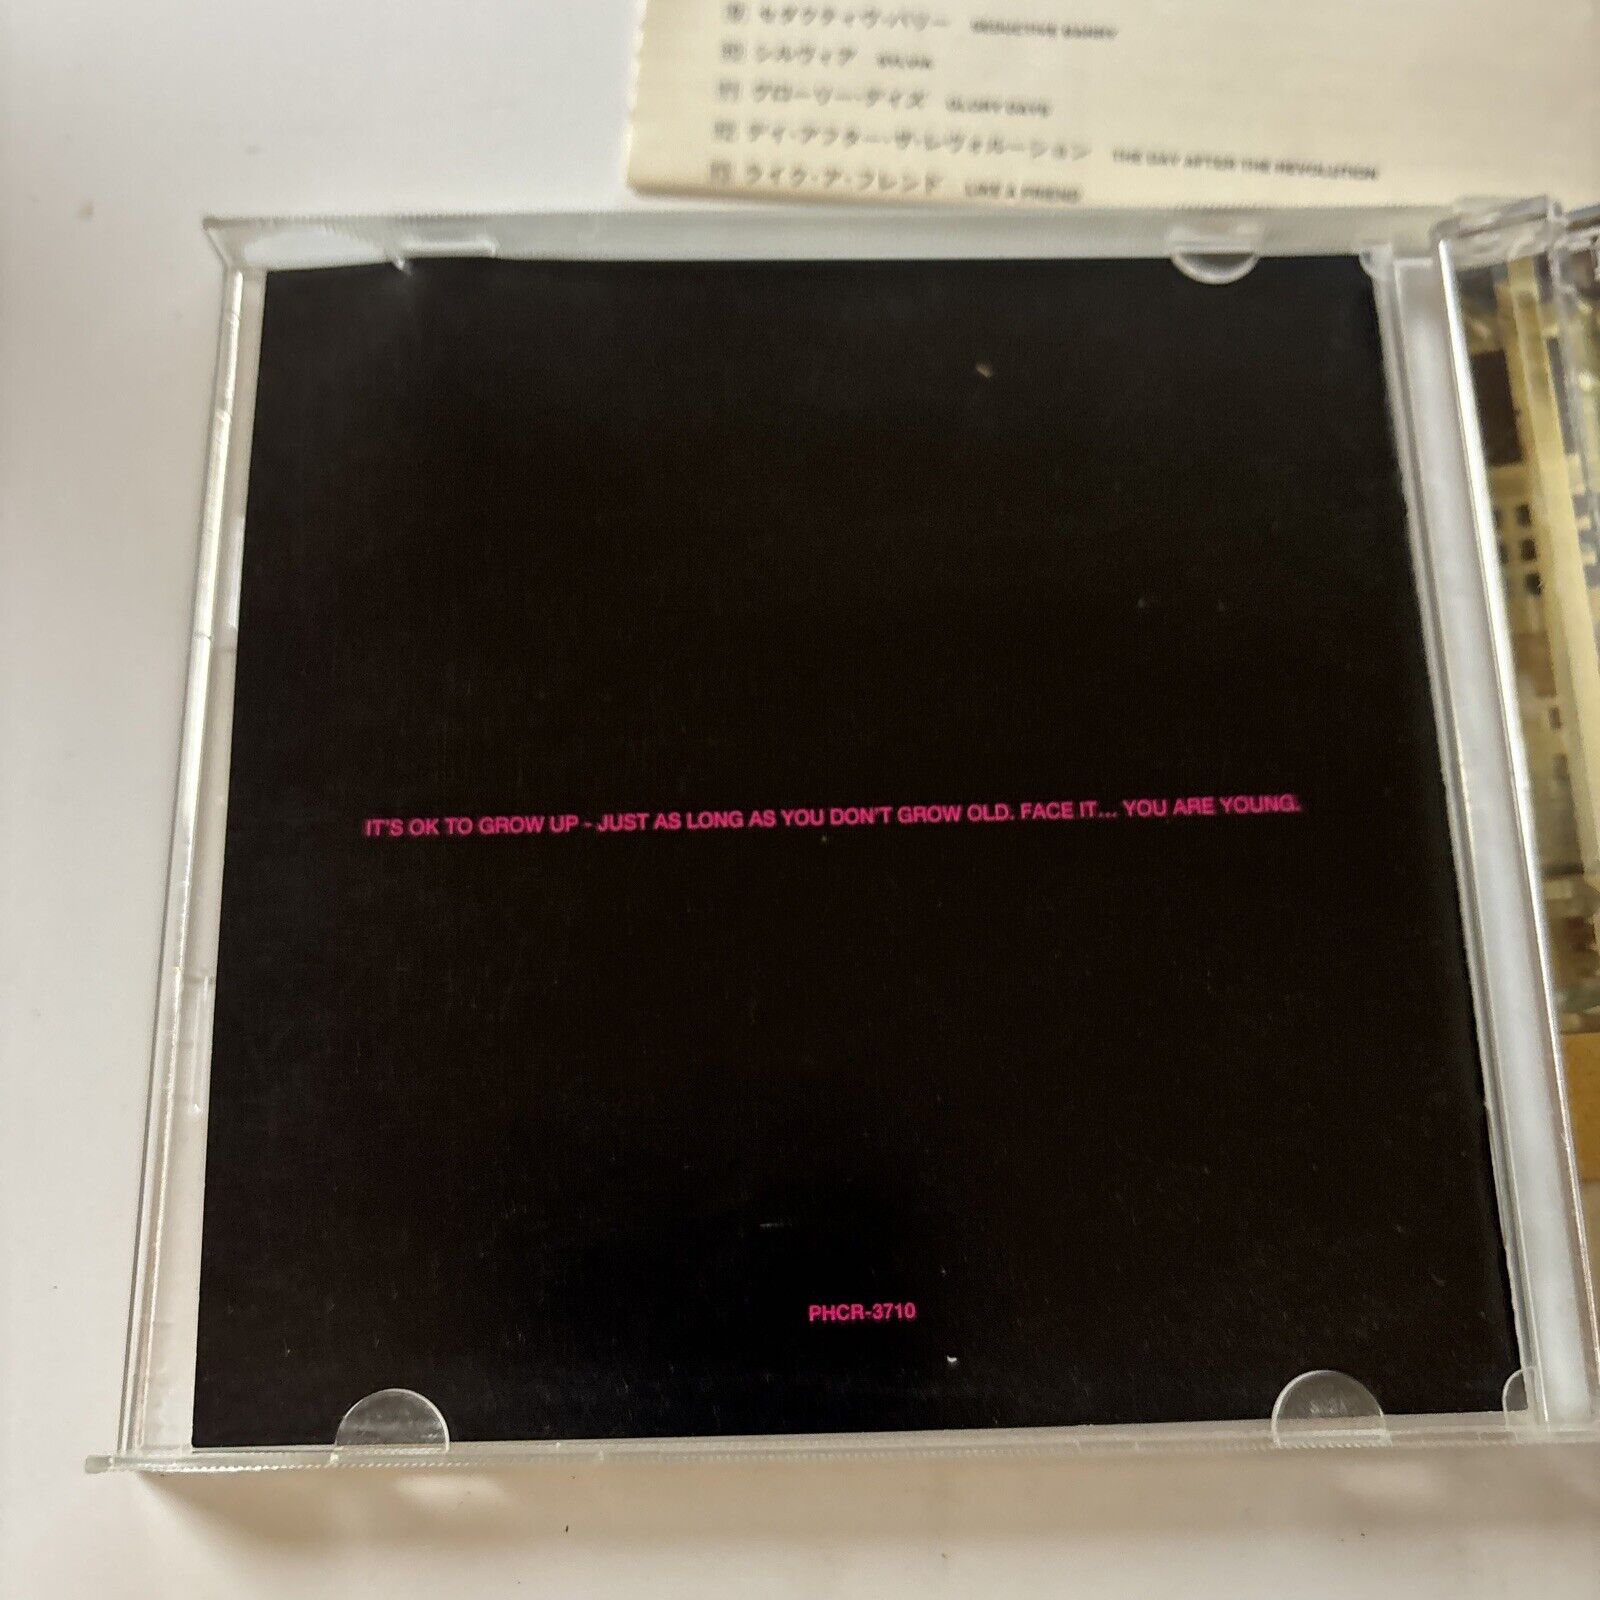 セダクティヴ・バリー SEDUCTIVE BARRY
シルヴィア SYLVIA
グローリー・デイズ GLORY DAYS
デイ・アフター・ザ・レヴォルーション THE DAY AFTER THE REVOLUTION
ライク・ア・フレンド LIKE A FRIEND
IT'S OK TO GROW UP - JUST AS LONG AS YOU DON'T GROW OLD. FACE IT... YOU ARE YOUNG.
PHCR-3710